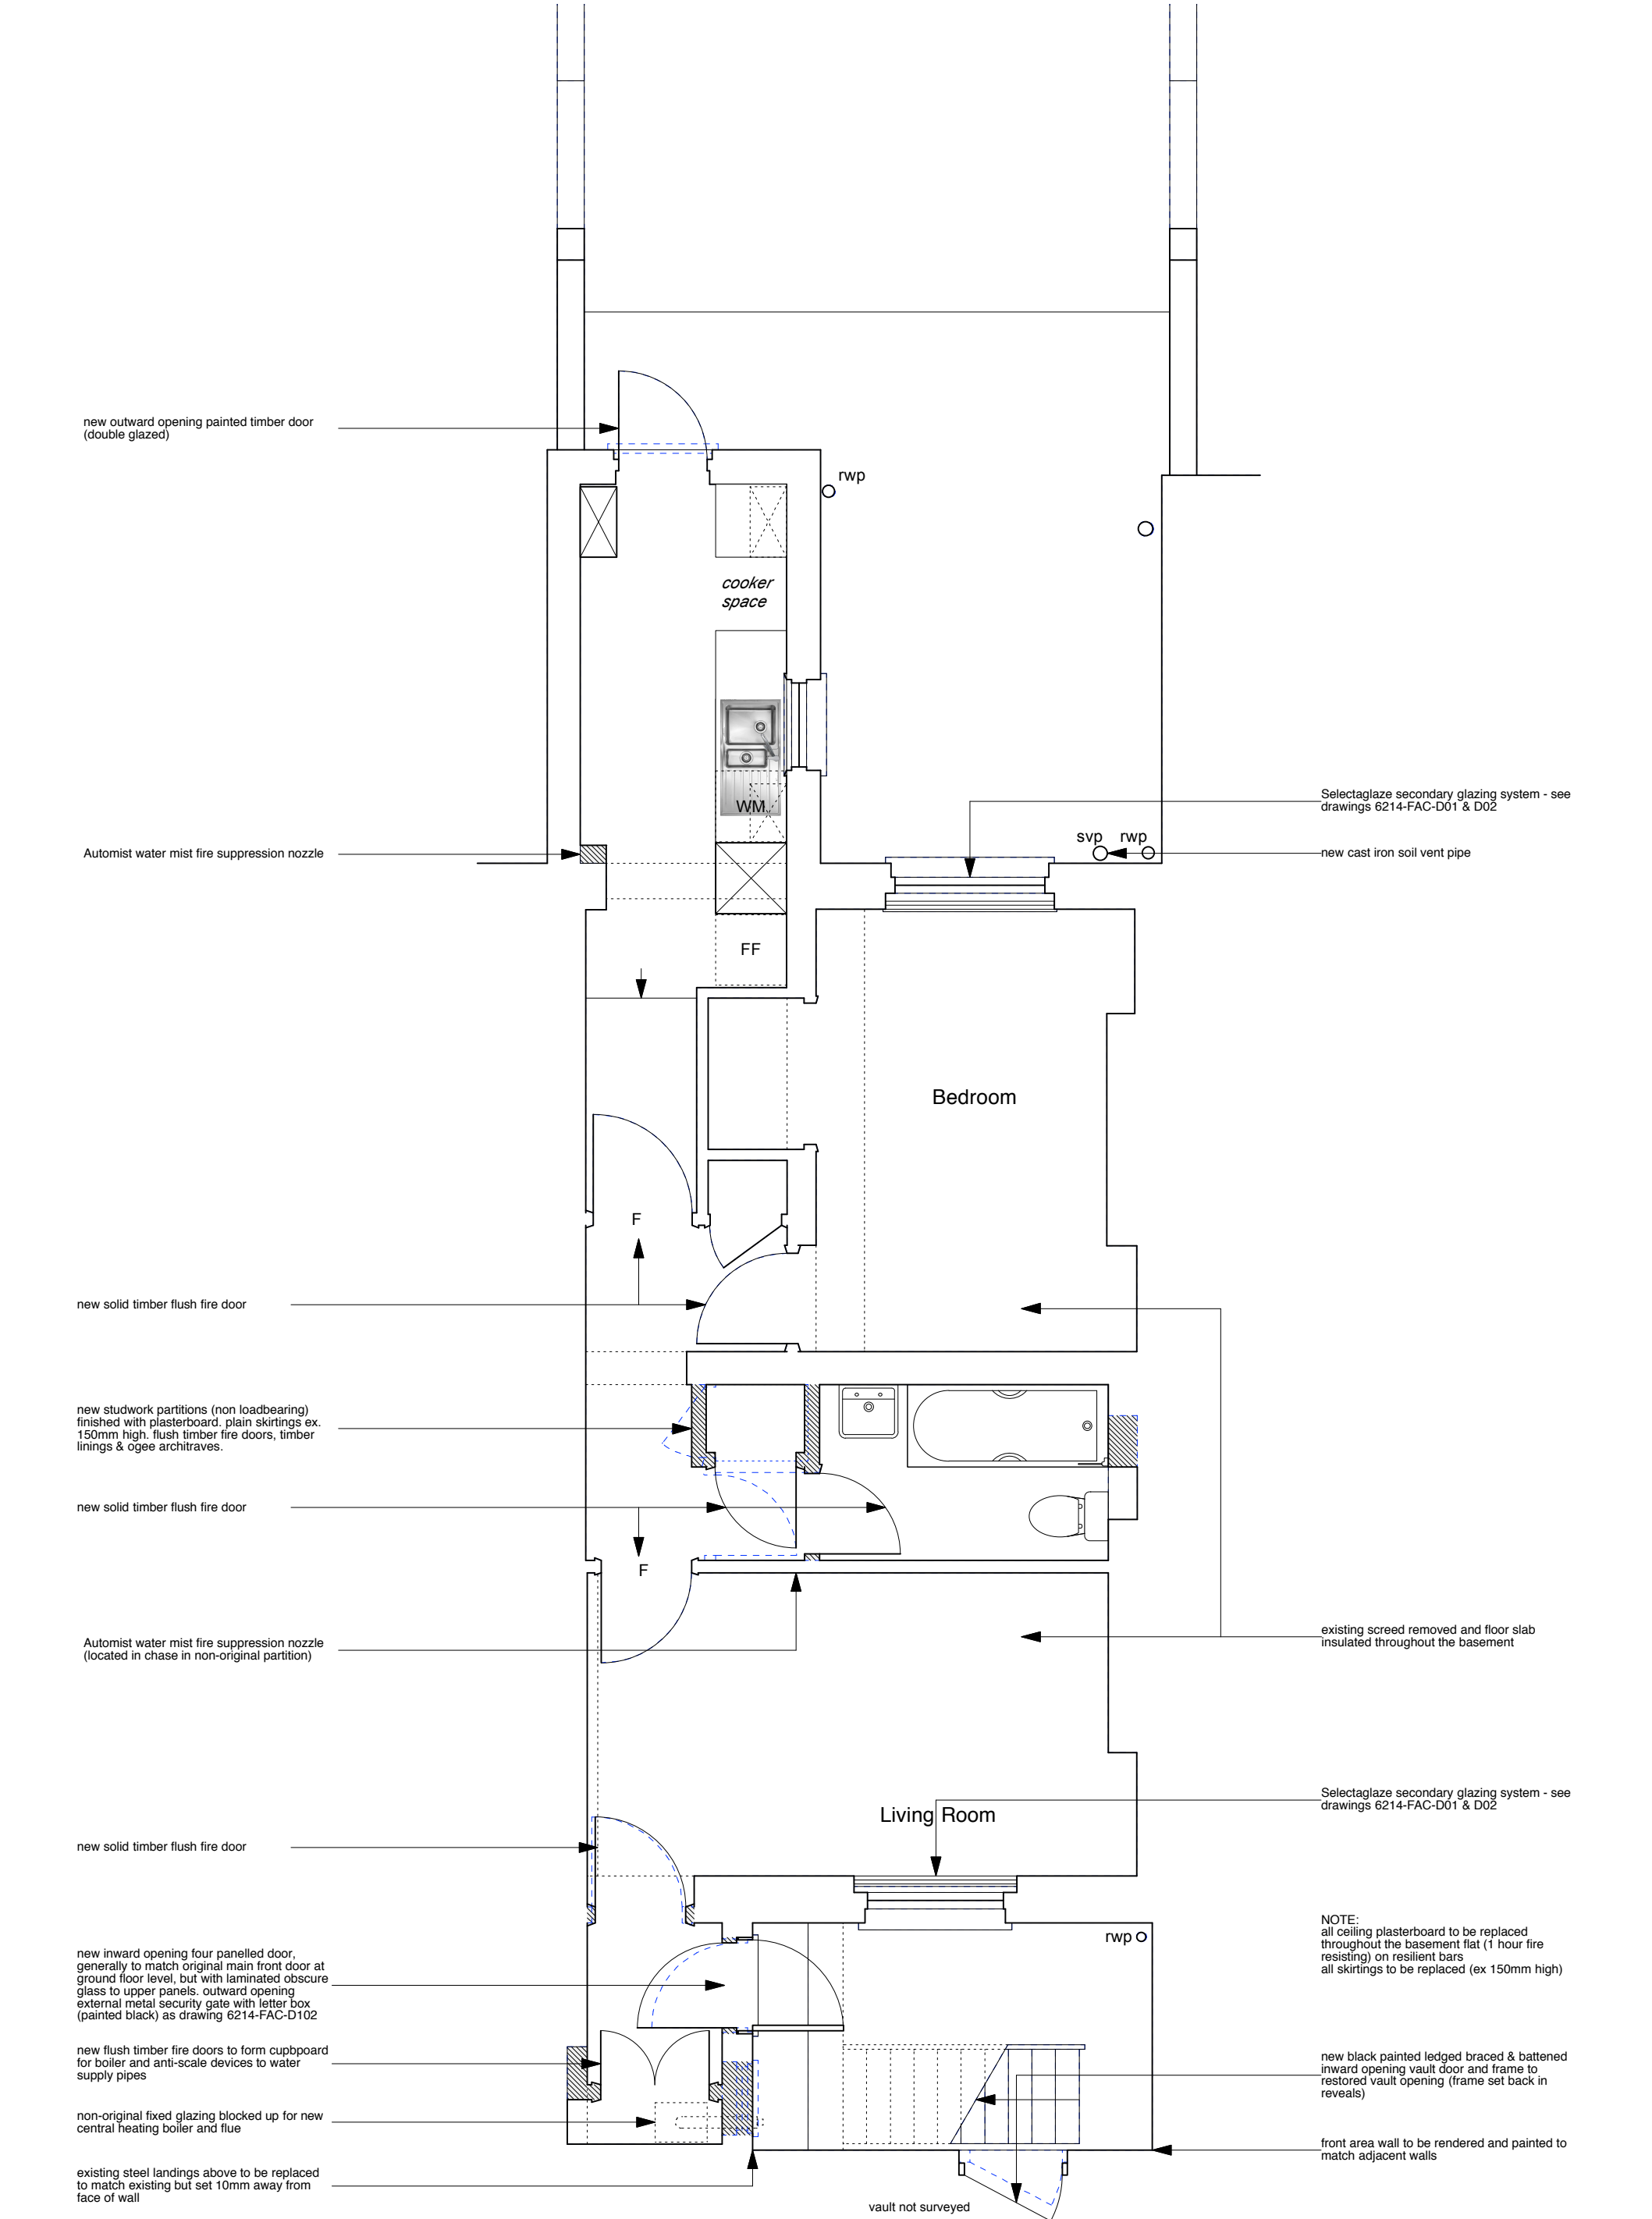 new outward opening painted timber door
(double glazed)
rwp
cooker
space
WM
Selectaglaze secondary glazing system - see
drawings 6214-FAC-D01 & D02
svp
rwp
Automist water mist fire suppression nozzle
new cast iron soil vent pipe
FF
Bedroom
F
new solid timber flush fire door
new studwork partitions (non loadbearing)
finished with plasterboard. plain skirtings ex.
150mm high. flush timber fire doors, timber
linings & ogee architraves.
new solid timber flush fire door
F
Automist water mist fire suppression nozzle
(located in chase in non-original partition)
existing screed removed and floor slab
insulated throughout the basement
Selectaglaze secondary glazing system - see
drawings 6214-FAC-D01 & D02
Living Room
new solid timber flush fire door
NOTE:
all ceiling plasterboard to be replaced
throughout the basement flat (1 hour fire
resisting) on resilient bars
all skirtings to be replaced (ex 150mm high)
rwp
new inward opening four panelled door,
generally to match original main front door at
ground floor level, but with laminated obscure
glass to upper panels. outward opening
external metal security gate with letter box
(painted black) as drawing 6214-FAC-D102
new flush timber fire doors to form cupbpoard
for boiler and anti-scale devices to water
supply pipes
new black painted ledged braced & battened
inward opening vault door and frame to
restored vault opening (frame set back in
reveals)
non-original fixed glazing blocked up for new
central heating boiler and flue
front area wall to be rendered and painted to
match adjacent walls
existing steel landings above to be replaced
to match existing but set 10mm away from
face of wall
vault not surveyed